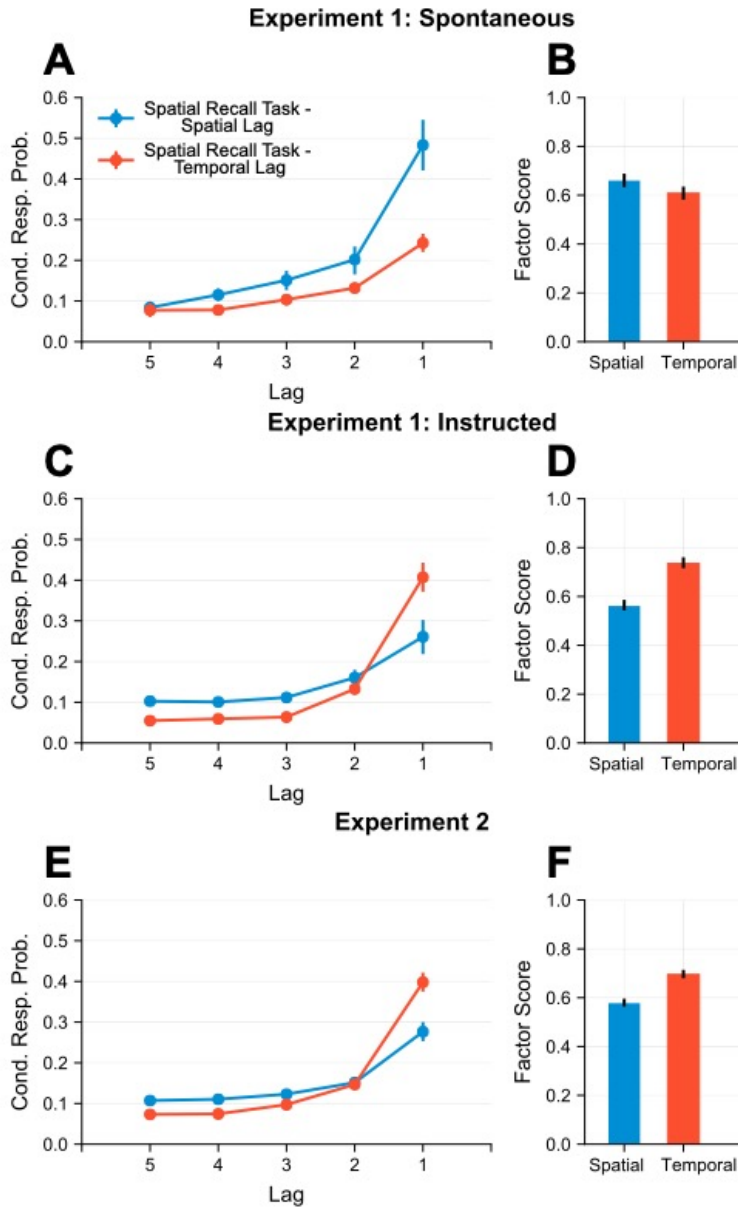 Experiment 1: Spontaneous
A
B
Spatial Recall Task -
Spatial Lag
Spatial Recall Task -
Temporal Lag
Cond. Resp. Prob.
0.6
0.5
0.4
0.3
0.2
0.1
0.0
5 4 3 2 1
Lag
Factor Score
1.0
0.8
0.6
0.4
0.2
0.0
Spatial Temporal
Experiment 1: Instructed
C
D
Cond. Resp. Prob.
0.6
0.5
0.4
0.3
0.2
0.1
0.0
5 4 3 2 1
Lag
Factor Score
1.0
0.8
0.6
0.4
0.2
0.0
Spatial Temporal
Experiment 2
E
F
Cond. Resp. Prob.
0.6
0.5
0.4
0.3
0.2
0.1
0.0
5 4 3 2 1
Lag
Factor Score
1.0
0.8
0.6
0.4
0.2
0.0
Spatial Temporal